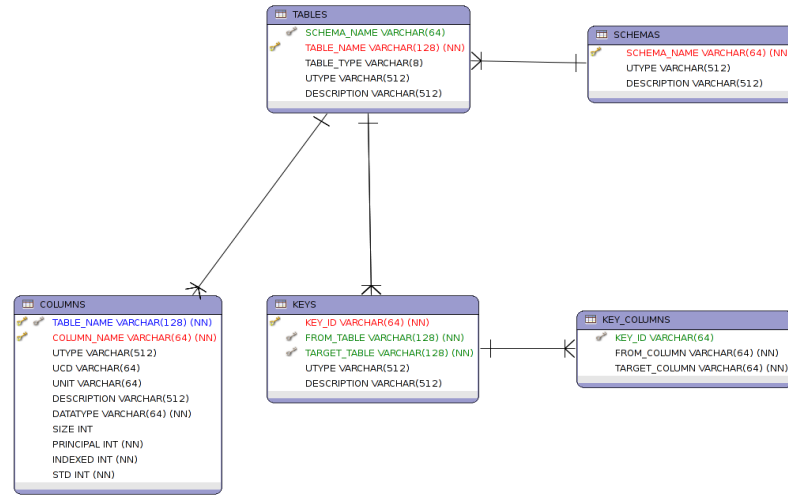 TABLES
SCHEMA_NAME VARCHAR(64)
TABLE_NAME VARCHAR(128) (NN)
TABLE_TYPE VARCHAR(8)
UTYPE VARCHAR(512)
DESCRIPTION VARCHAR(512)
SCHEMAS
SCHEMA_NAME VARCHAR(64) (NN
UTYPE VARCHAR(512)
DESCRIPTION VARCHAR(512)
COLUMNS
TABLE_NAME VARCHAR(128) (NN)
COLUMN_NAME VARCHAR(64) (NN)
UTYPE VARCHAR(512)
UCD VARCHAR(64)
UNIT VARCHAR(64)
DESCRIPTION VARCHAR(512)
DATATYPE VARCHAR(64) (NN)
SIZE INT
PRINCIPAL INT (NN)
INDEXED INT (NN)
STD INT (NN)
KEYS
KEY_ID VARCHAR(64) (NN)
FROM_TABLE VARCHAR(128) (NN)
TARGET_TABLE VARCHAR(128) (NN)
UTYPE VARCHAR(512)
DESCRIPTION VARCHAR(512)
KEY_COLUMNS
KEY_ID VARCHAR(64)
FROM_COLUMN VARCHAR(64) (NN)
TARGET_COLUMN VARCHAR(64) (NN)